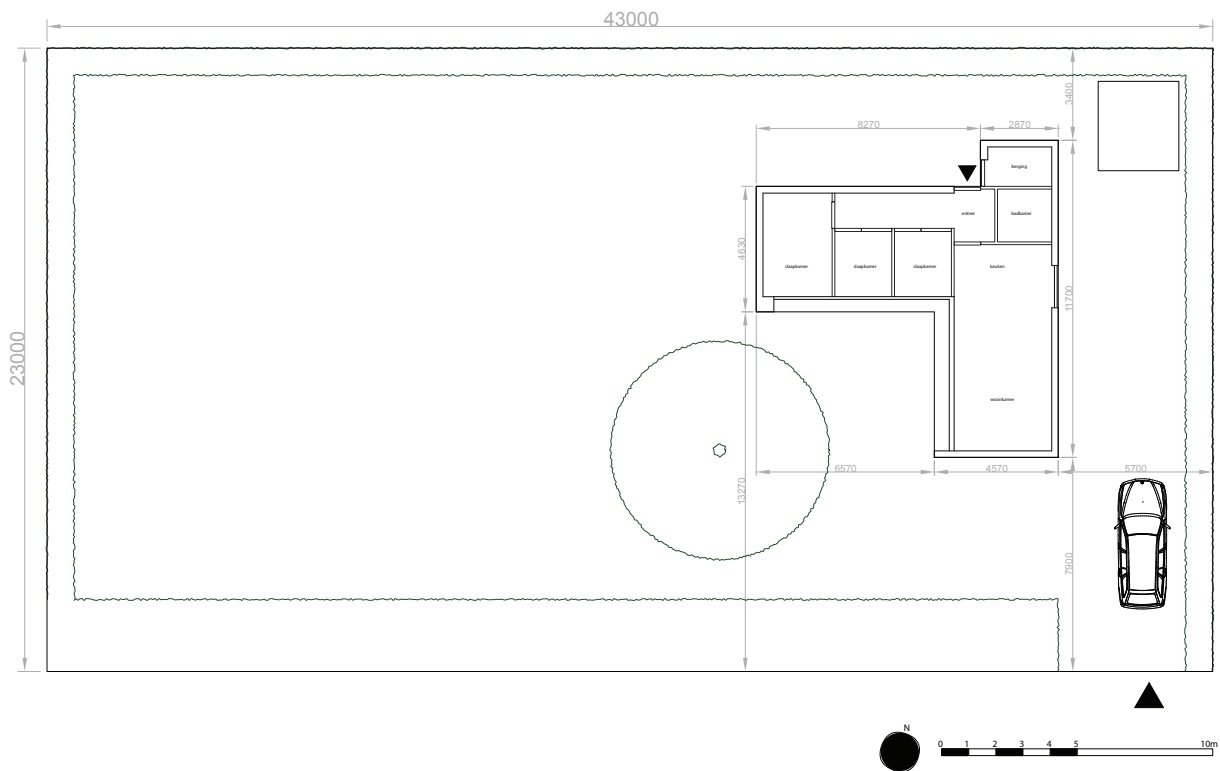 43000
3400
8270
2870
berging
entree
badkamer
4630
slaapkamer
slaapkamer
slaapkamer
keuken
11700
23000
woonkamer
6570
4570
5700
13270
7900
N
0 1 2 3 4 5 10m